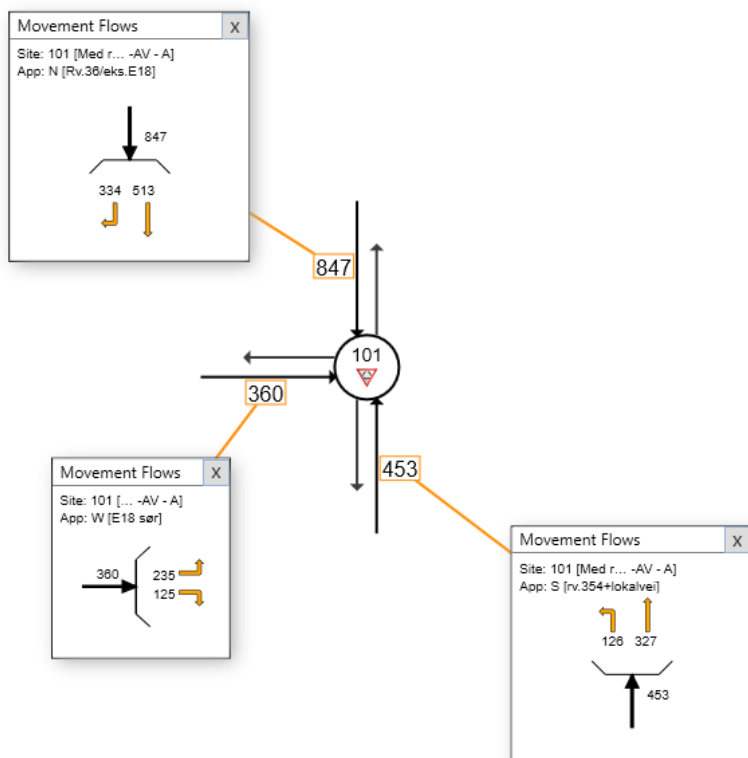 Movement Flows X
Site: 101 [Med r... -AV - A]
App: N [Rv.36/eks.E18]
847
334 513
847
101
360
453
Movement Flows X
Site: 101 [... -AV - A]
App: W [E18 sør]
360
235
125
Movement Flows X
Site: 101 [Med r... -AV - A]
App: S [rv.354+lokalvei]
126 327
453